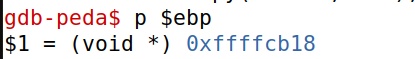 gdb-peda$ p $ebp
$1 = (void *) 0xffffcb18